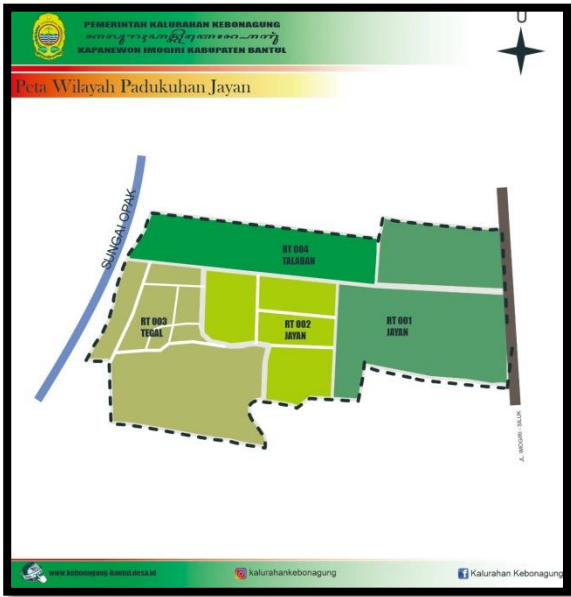 PEMERINTAH KALURAHAN KEBONAGUNG
KAPANEWON IMOGIRI KABUPATEN BANTUL
U
Peta Wilayah Padukuhan Jayan
SUNGAI OPAK
RT 004
TALABAN
RT 003
TEGAL
RT 002
JAYAN
RT 001
JAYAN
JL. IMOGIRI - SILUK
www.kebonagung-bantul.desa.id
kalurahankebonagung
Kalurahan Kebonagung